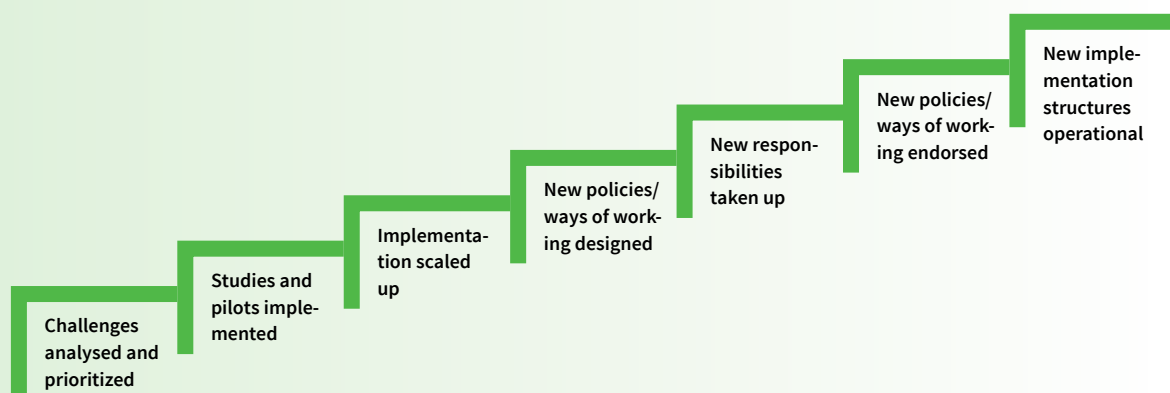 Challenges
analysed and
prioritized
Studies and
pilots imple-
mented
Implementa-
tion scaled
up
New policies/
ways of work-
ing designed
New respon-
sibilities
taken up
New policies/
ways of work-
ing endorsed
New imple-
mentation
structures
operational